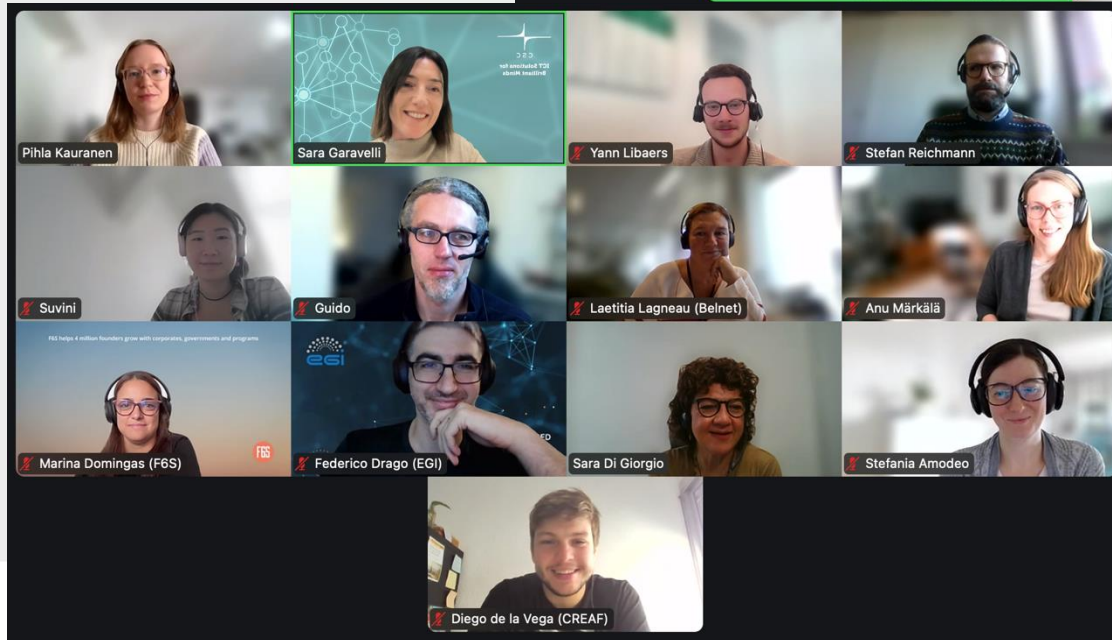 CSC
ICT Solutions for
Brilliant Minds
Pihla Kauranen
Sara Garavelli
Yann Libaers
Stefan Reichmann
Suvini
Guido
Laetitia Lagneau (Belnet)
Anu Märkälä
F6S helps 4 million founders grow with corporates, governments and programs
F6S
Marina Domingas (F6S)
egi
ED
Federico Drago (EGI)
Sara Di Giorgio
Stefania Amodeo
Diego de la Vega (CREAF)